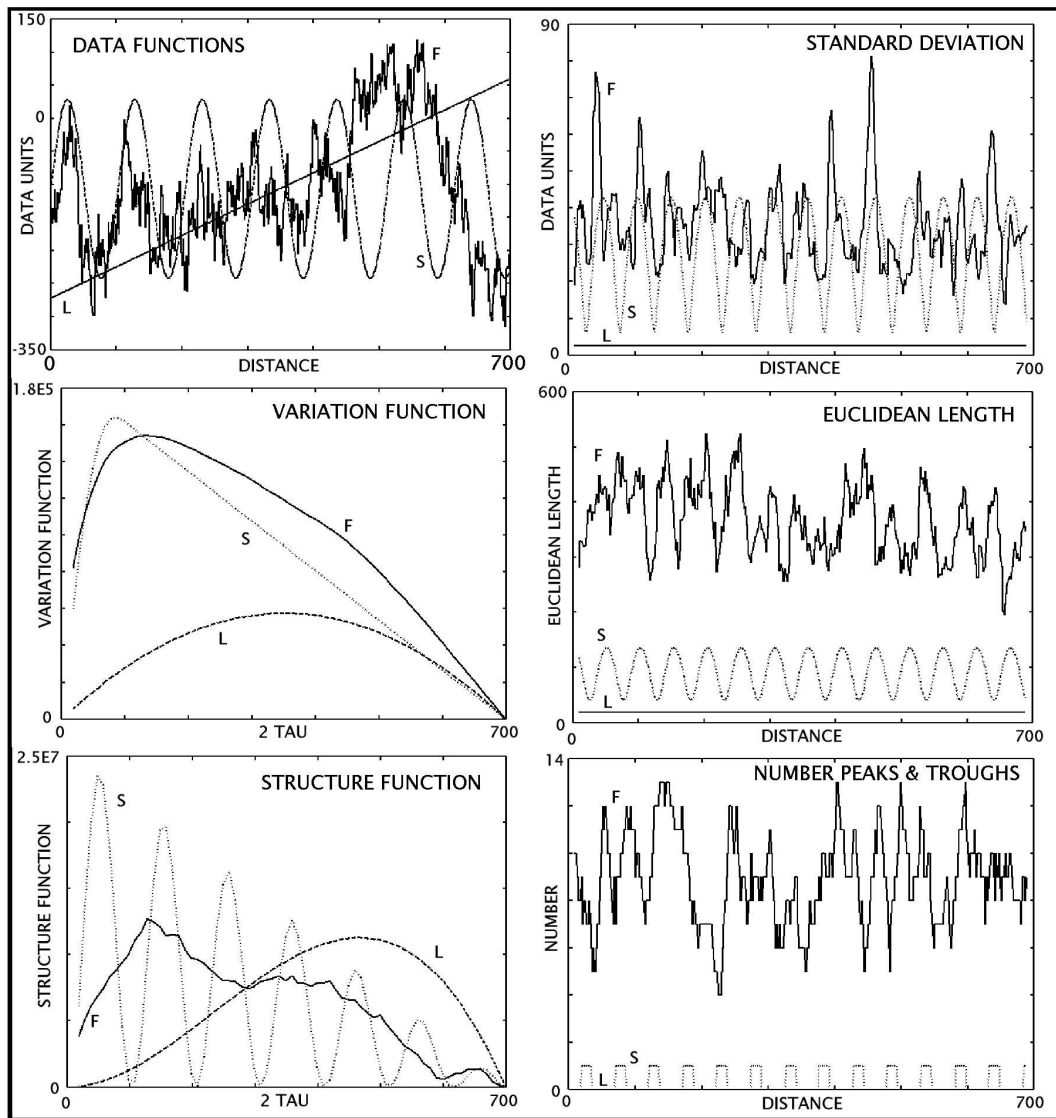 DATA FUNCTIONS
150
0
-350
DATA UNITS
F
S
L
0
DISTANCE
700
STANDARD DEVIATION
90
0
DATA UNITS
F
S
L
0
DISTANCE
700
VARIATION FUNCTION
1.8E5
0
VARIATION FUNCTION
F
S
L
0
2 TAU
700
EUCLIDEAN LENGTH
600
0
EUCLIDEAN LENGTH
F
S
L
0
DISTANCE
700
STRUCTURE FUNCTION
2.5E7
0
STRUCTURE FUNCTION
S
F
L
0
2 TAU
700
NUMBER PEAKS & TROUGHS
14
0
NUMBER
F
S
L
0
DISTANCE
700